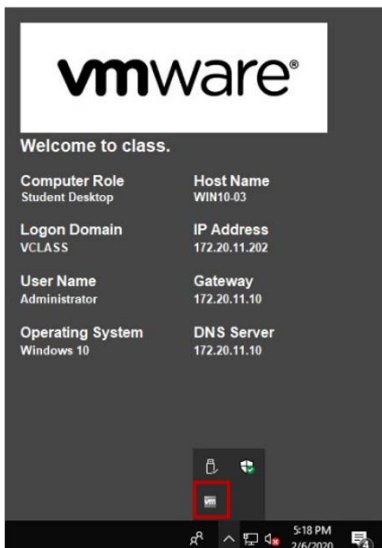 vmware®
Welcome to class.
Computer Role
Student Desktop
Host Name
WIN10-03
Logon Domain
VCLASS
IP Address
172.20.11.202
User Name
Administrator
Gateway
172.20.11.10
Operating System
Windows 10
DNS Server
172.20.11.10
vm
5:18 PM
2/6/2020
4